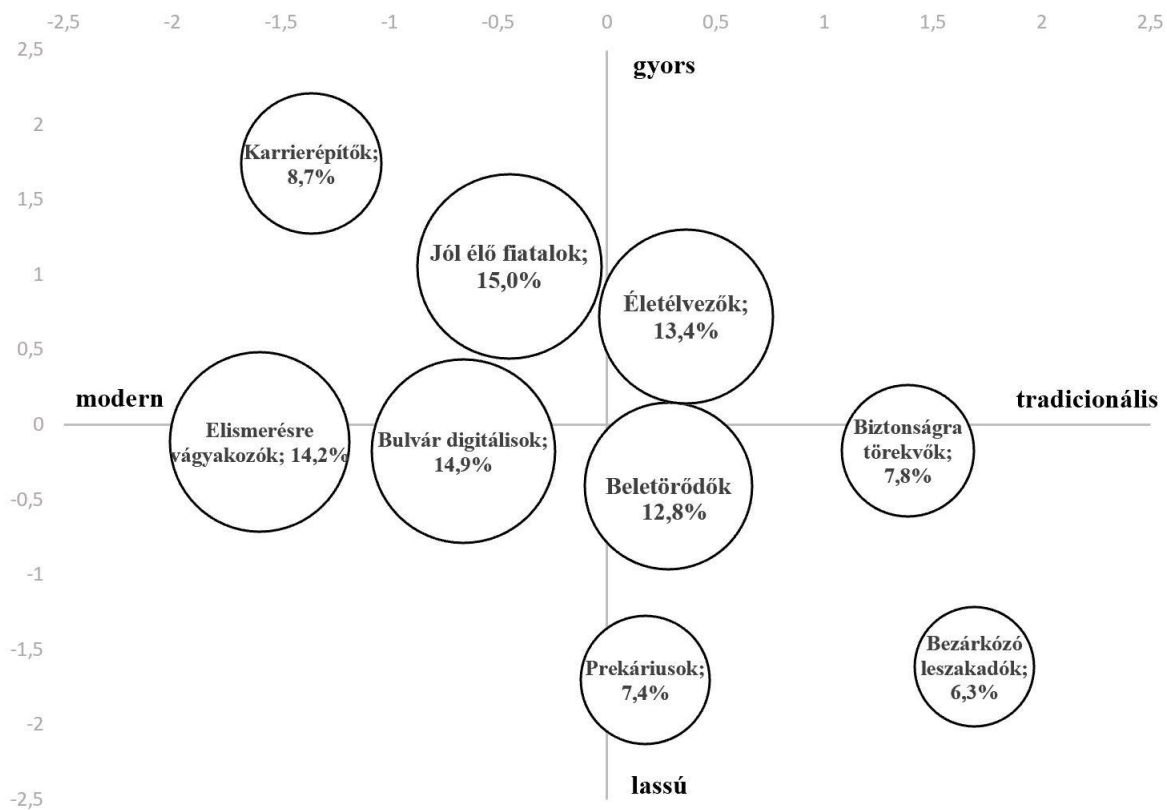 -2,5 -2 -1,5 -1 -0,5 0 0,5 1 1,5 2 2,5
2,5
gyors
2
Karrierépítők;
8,7%
1,5
Jól élő fiatalok;
15,0%
1
Életélvezők;
13,4%
0,5
modern
tradicionális
0
Elismerésre
vágyakozók; 14,2%
Bulvár digitálisok;
14,9%
Biztonságra
törekvők;
7,8%
-0,5
Beletörődők
12,8%
-1
-1,5
Prekáriusok;
7,4%
Bezárkózó
leszakadók;
6,3%
-2
lassú
-2,5